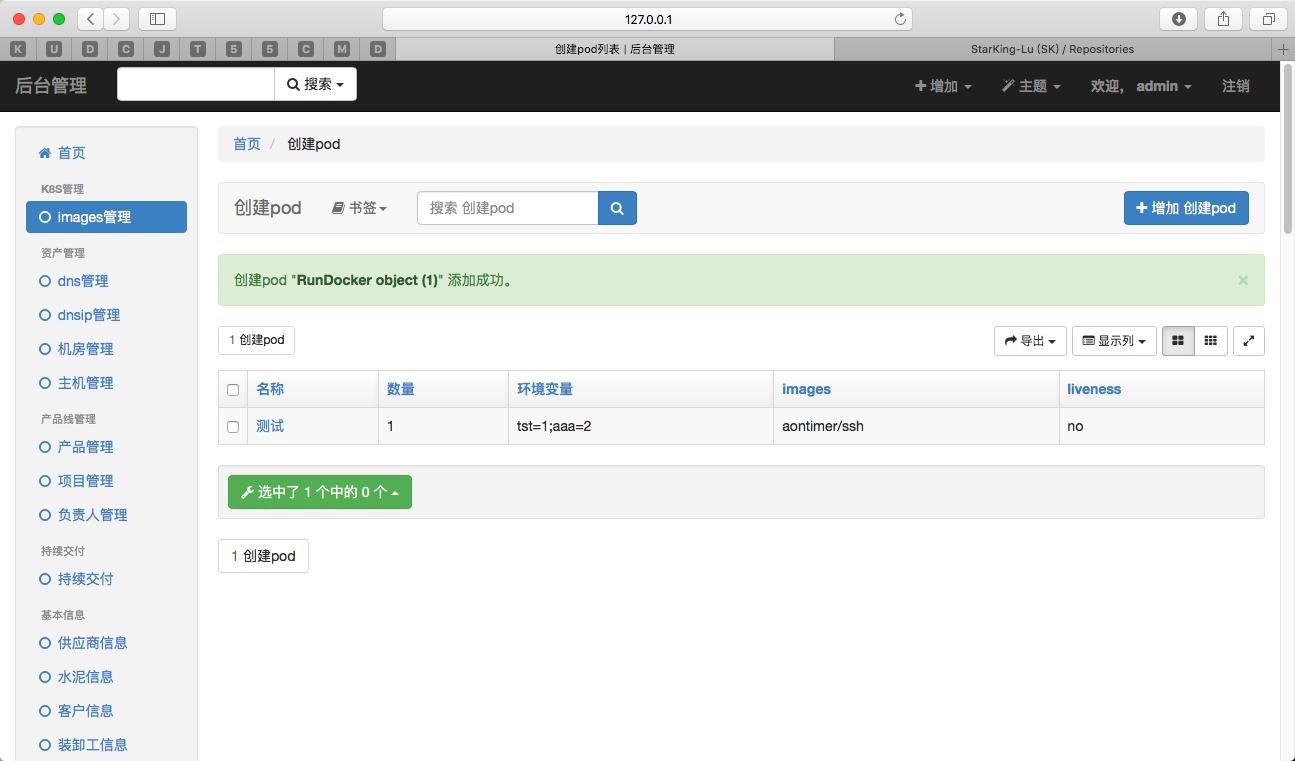 127.0.0.1
K U D C J T 5 5 C M D
创建pod列表 | 后台管理
StarKing-Lu (SK) / Repositories
后台管理
搜索
增加
主题
欢迎， admin
注销
首页
K8S管理
images管理
资产管理
dns管理
dnsip管理
机房管理
主机管理
产品线管理
产品管理
项目管理
负责人管理
持续交付
持续交付
基本信息
供应商信息
水泥信息
客户信息
装卸工信息
首页 / 创建pod
创建pod
书签
搜索 创建pod
增加 创建pod
创建pod "RunDocker object (1)" 添加成功。
×
1 创建pod
导出
显示列
名称 数量 环境变量 images liveness
测试 1 tst=1;aaa=2 aontimer/ssh no
选中了 1 个中的 0 个
1 创建pod